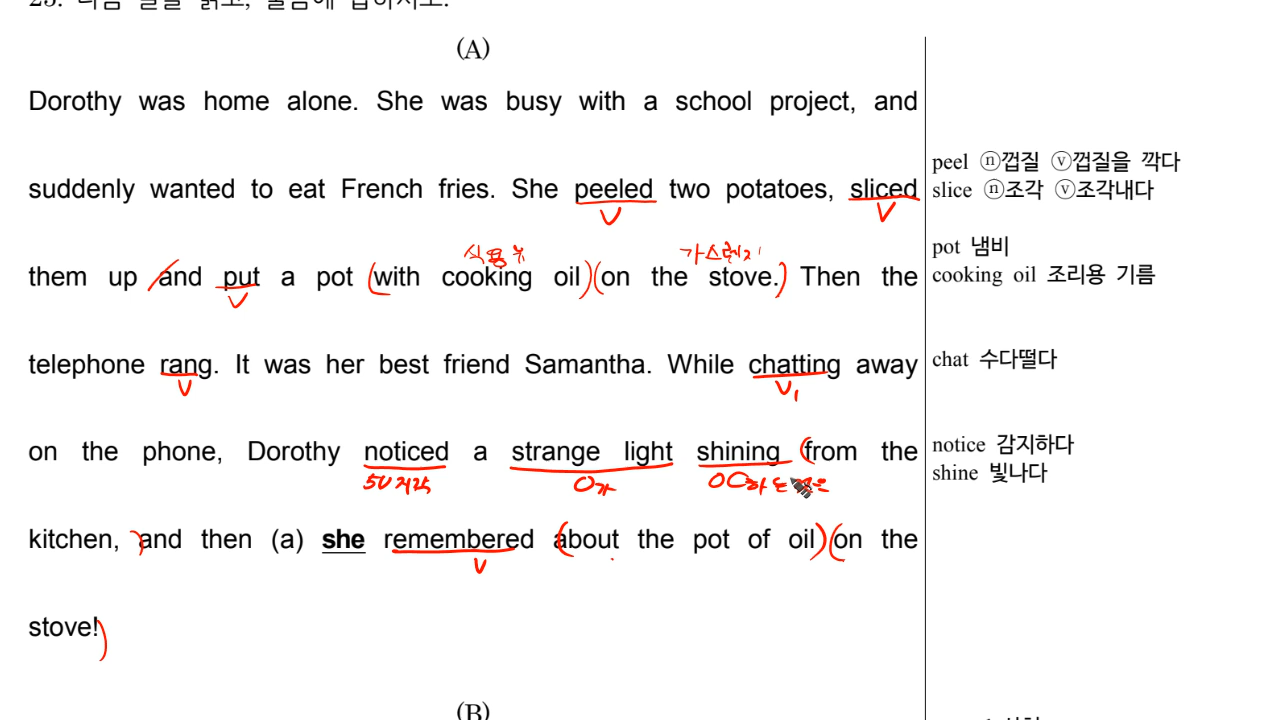 (A)
Dorothy was home alone. She was busy with a school project, and
peel ⓝ껍질 ⓥ껍질을 깍다
suddenly wanted to eat French fries. She peeled two potatoes, sliced
slice ⓝ조각 ⓥ조각내다
V V
pot 냄비
식용유 가스렌지
them up and put a pot (with cooking oil) (on the stove.) Then the
cooking oil 조리용 기름
V
telephone rang. It was her best friend Samantha. While chatting away
chat 수다떨다
V V
on the phone, Dorothy noticed a strange light shining (from the
notice 감지하다
shine 빛나다
5V지각 O가
kitchen,) and then (a) she remembered (about the pot of oil) (on the
V
stove!)
(B)